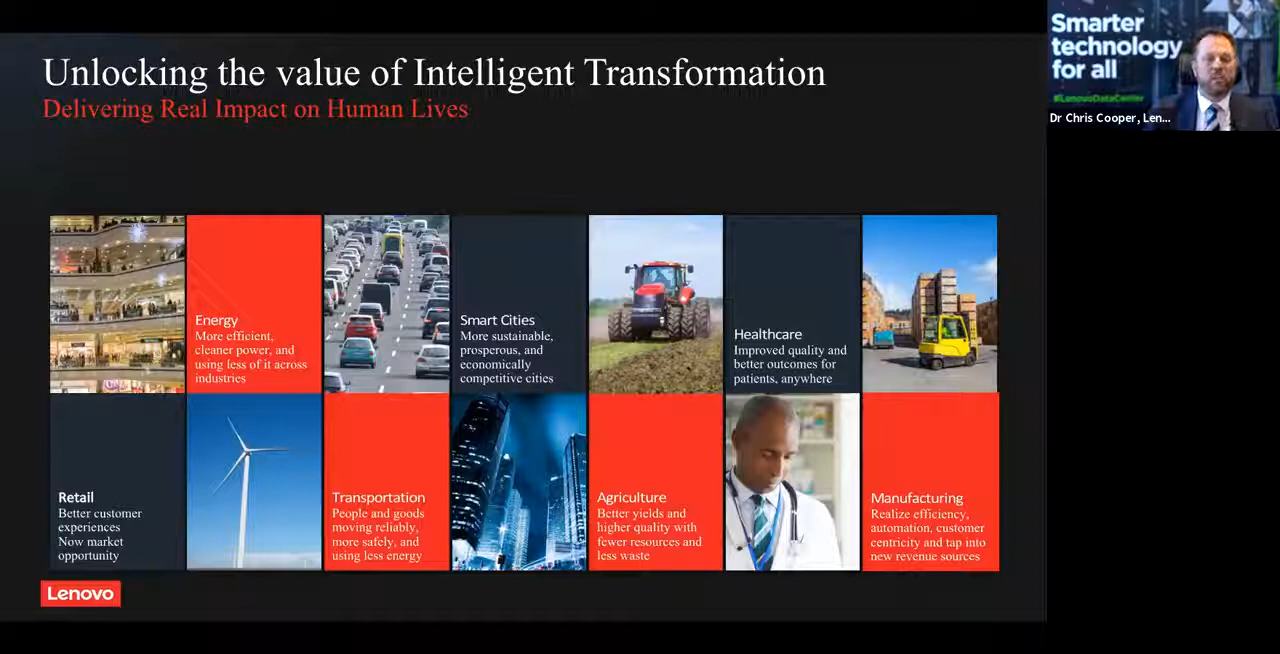 Unlocking the value of Intelligent Transformation
Delivering Real Impact on Human Lives
Smarter
technology
for all
#LenovoDataCenter
Dr Chris Cooper, Len...
Energy
More efficient,
cleaner power, and
using less of it across
industries
Smart Cities
More sustainable,
prosperous, and
economically
competitive cities
Healthcare
Improved quality and
better outcomes for
patients, anywhere
Retail
Better customer
experiences
Now market
opportunity
Transportation
People and goods
moving reliably,
more safely, and
using less energy
Agriculture
Better yields and
higher quality with
fewer resources and
less waste
Manufacturing
Realize efficiency,
automation, customer
centricity and tap into
new revenue sources
Lenovo